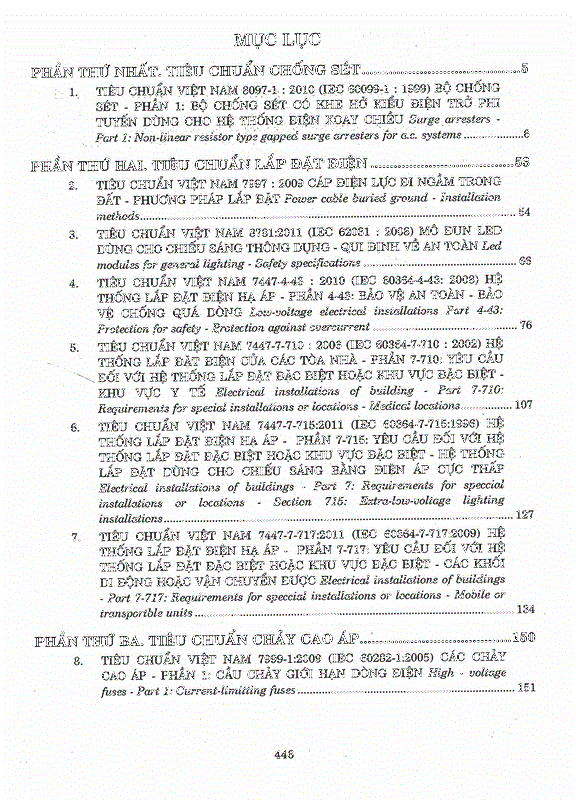 MỤC LỤC
PHẦN THỨ NHẤT. TIÊU CHUẨN CHỐNG SÉT..........5
1. TIÊU CHUẨN VIỆT NAM 8097-1 : 2010 (IEC 60099-1 : 1999) BỘ CHỐNG
SÉT - PHẦN 1: BỘ CHỐNG SÉT CÓ KHE HỞ KIỂU ĐIỆN TRỞ PHI
TUYẾN DÙNG CHO HỆ THỐNG ĐIỆN XOAY CHIỀU Surge arresters -
Part 1: Non-linear resistor type gapped surge arresters for a.c. systems..........6
PHẦN THỨ HAI. TIÊU CHUẨN LẮP ĐẶT ĐIỆN..........53
2. TIÊU CHUẨN VIỆT NAM 7997 : 2009 CÁP ĐIỆN LỰC ĐI NGẦM TRONG
ĐẤT - PHƯƠNG PHÁP LẮP ĐẶT Power cable buried ground - installation
methods..........54
3. TIÊU CHUẨN VIỆT NAM 8781:2011 (IEC 62031 : 2008) MÔ ĐUN LED
DÙNG CHO CHIẾU SÁNG THÔNG DỤNG - QUI ĐỊNH VỀ AN TOÀN Led
modules for general lighting - Safety specifications..........66
4. TIÊU CHUẨN VIỆT NAM 7447-4-43 : 2010 (IEC 60364-4-43: 2008) HỆ
THỐNG LẮP ĐẶT ĐIỆN HẠ ÁP - PHẦN 4-43: BẢO VỆ AN TOÀN - BẢO
VỆ CHỐNG QUÁ DÒNG Low-voltage electrical installations Part 4-43:
Protection for safety - Protection against overcurrent..........76
5. TIÊU CHUẨN VIỆT NAM 7447-7-710 : 2006 (IEC 60364-7-710 : 2002) HỆ
THỐNG LẮP ĐẶT ĐIỆN CỦA CÁC TÒA NHÀ - PHẦN 7-710: YÊU CẦU
ĐỐI VỚI HỆ THỐNG LẮP ĐẶT ĐẶC BIỆT HOẶC KHU VỰC ĐẶC BIỆT -
KHU VỰC Y TẾ Electrical installations of building - Part 7-710:
Requirements for special installations or locations - Medical locations..........107
6. TIÊU CHUẨN VIỆT NAM 7447-7-715:2011 (IEC 60364-7-715:1999) HỆ
THỐNG LẮP ĐẶT ĐIỆN HẠ ÁP - PHẦN 7-715: YÊU CẦU ĐỐI VỚI HỆ
THỐNG LẮP ĐẶT ĐẶC BIỆT HOẶC KHU VỰC ĐẶC BIỆT - HỆ THỐNG
LẮP ĐẶT DÙNG CHO CHIẾU SÁNG BẰNG ĐIỆN ÁP CỰC THẤP
Electrical installations of buildings - Part 7: Requirements for speccial
installations or locations - Section 715: Extra-low-voltage lighting
installations..........127
7. TIÊU CHUẨN VIỆT NAM 7447-7-717:2011 (IEC 60364-7-717:2009) HỆ
THỐNG LẮP ĐẶT ĐIỆN HẠ ÁP - PHẦN 7-717: YÊU CẦU ĐỐI VỚI HỆ
THỐNG LẮP ĐẶT ĐẶC BIỆT HOẶC KHU VỰC ĐẶC BIỆT - CÁC KHỐI
DI ĐỘNG HOẶC VẬN CHUYỂN ĐƯỢC Electrical installations of buildings
- Part 7-717: Requirements for speccial installations or locations - Mobile or
transportible units..........134
PHẦN THỨ BA. TIÊU CHUẨN CHẢY CAO ÁP..........150
8. TIÊU CHUẨN VIỆT NAM 7999-1:2009 (IEC 60282-1:2005) CẦU CHẢY
CAO ÁP - PHẦN 1: CẦU CHẢY GIỚI HẠN DÒNG ĐIỆN High - voltage
fuses - Part 1: Current-limitting fuses..........151
446